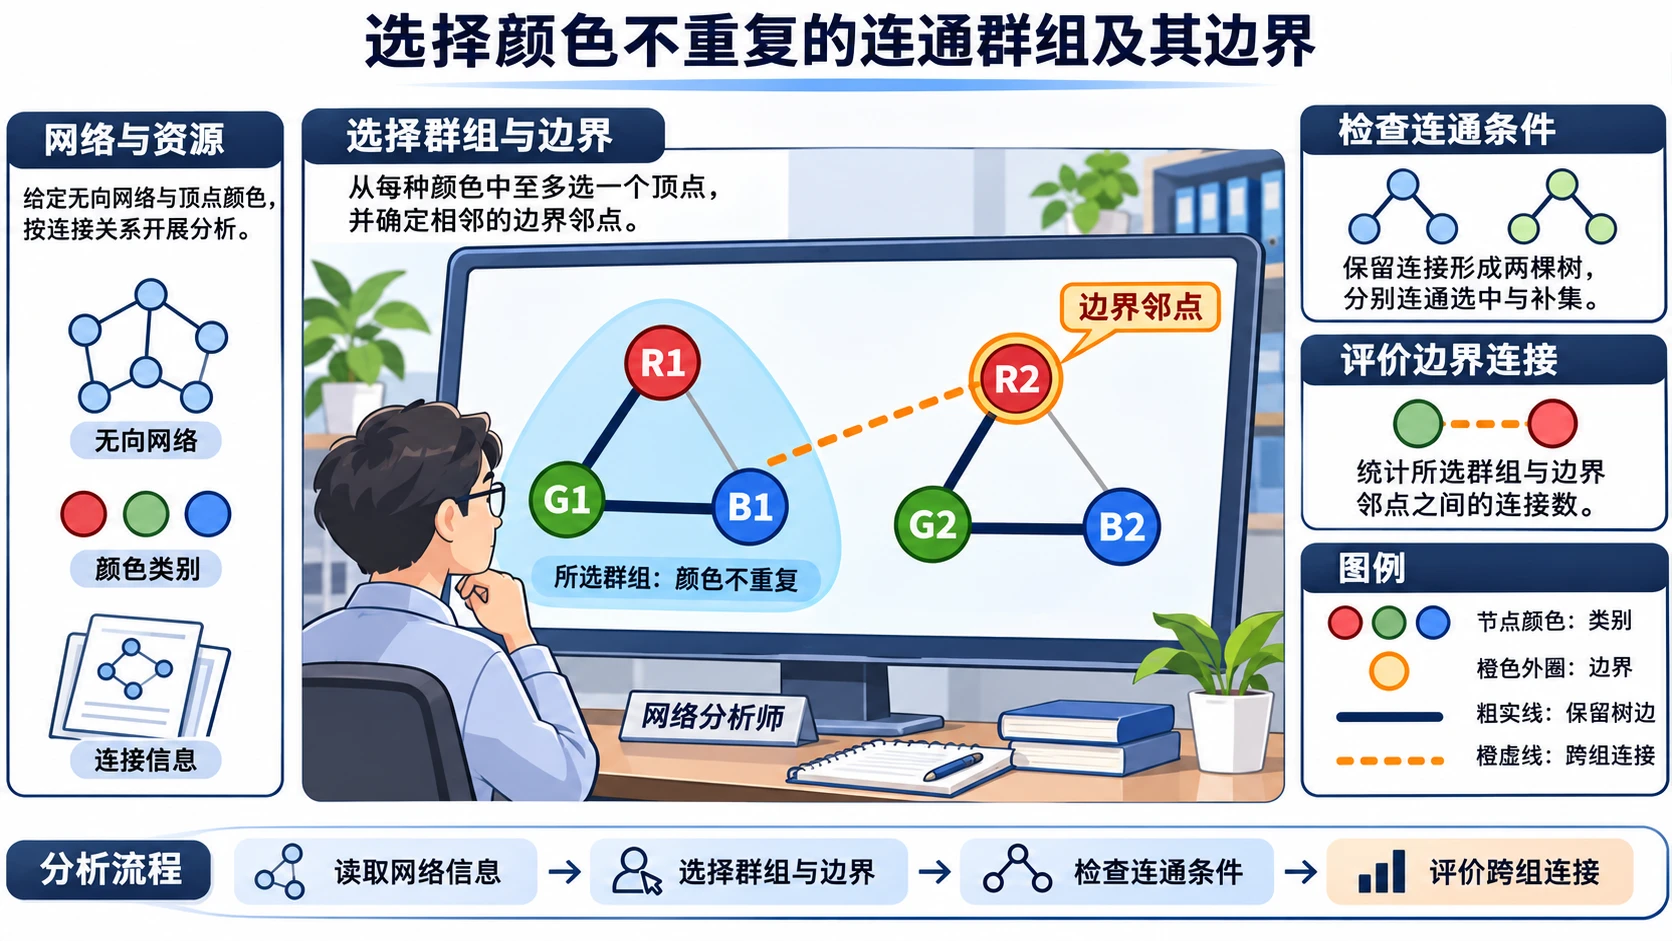 选择颜色不重复的连通群组及其边界
网络与资源
给定无向网络与顶点颜色，
按连接关系开展分析。
无向网络
颜色类别
连接信息
选择群组与边界
从每种颜色中至多选一个顶点，
并确定相邻的边界邻点。
边界邻点
R1
R2
G1
B1
G2
B2
所选群组：颜色不重复
网络分析师
检查连通条件
保留连接形成两棵树，
分别连通选中与补集。
评价边界连接
统计所选群组与边界
邻点之间的连接数。
图例
节点颜色：类别
橙色外圈：边界
粗实线：保留树边
橙虚线：跨组连接
分析流程
读取网络信息
选择群组与边界
检查连通条件
评价跨组连接